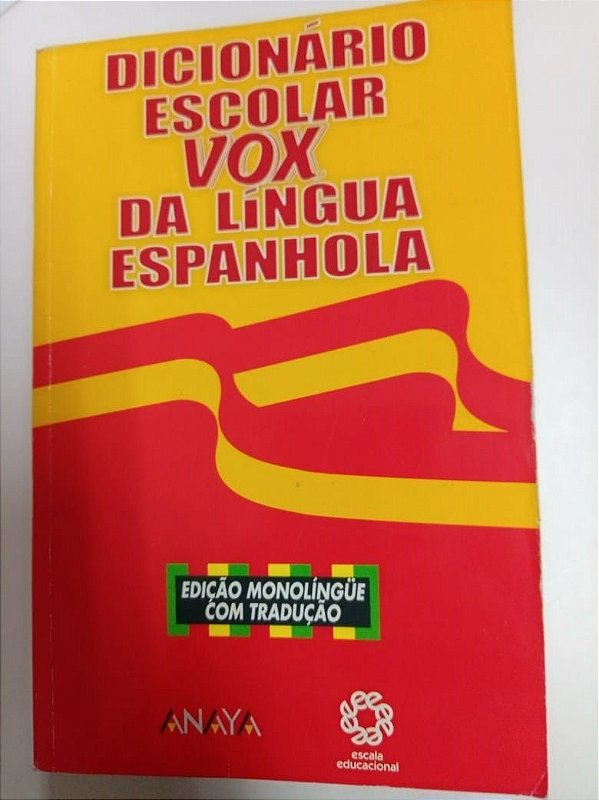 DICIONÁRIO
ESCOLAR
VOX
DA LÍNGUA
ESPANHOLA
EDIÇÃO MONOLÍNGÜE
COM TRADUÇÃO
ANAYA
escala
educacional